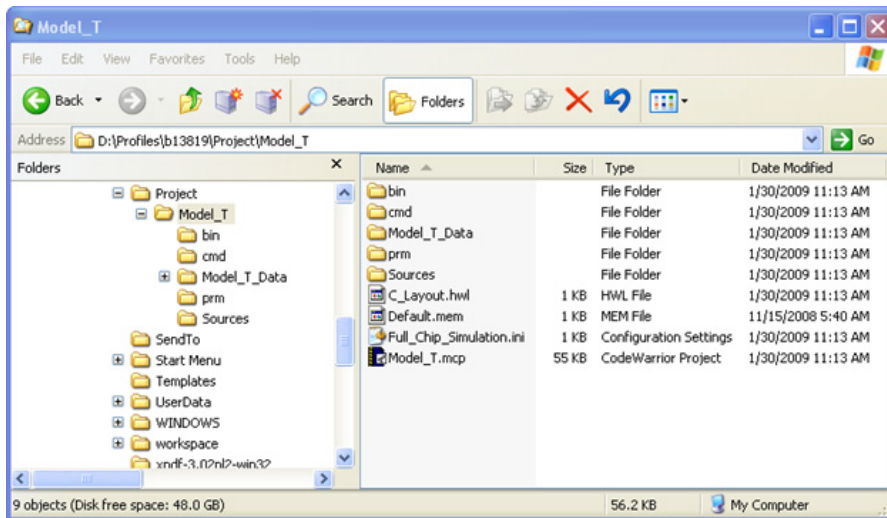 Model_T
File Edit View Favorites Tools Help
Back Search Folders
Address D:\Profiles\b13819\Project\Model_T Go
Folders
Name Size Type Date Modified
Project
Model_T
bin
cmd
Model_T_Data
prm
Sources
SendTo
Start Menu
Templates
UserData
WINDOWS
workspace
xndf-3.02pl2-win32
bin File Folder 1/30/2009 11:13 AM
cmd File Folder 1/30/2009 11:13 AM
Model_T_Data File Folder 1/30/2009 11:13 AM
prm File Folder 1/30/2009 11:13 AM
Sources File Folder 1/30/2009 11:13 AM
C_Layout.hwl 1 KB HWL File 1/30/2009 11:13 AM
Default.mem 1 KB MEM File 11/15/2008 5:40 AM
Full_Chip_Simulation.ini 1 KB Configuration Settings 1/30/2009 11:13 AM
Model_T.mcp 55 KB CodeWarrior Project 1/30/2009 11:13 AM
9 objects (Disk free space: 48.0 GB) 56.2 KB My Computer